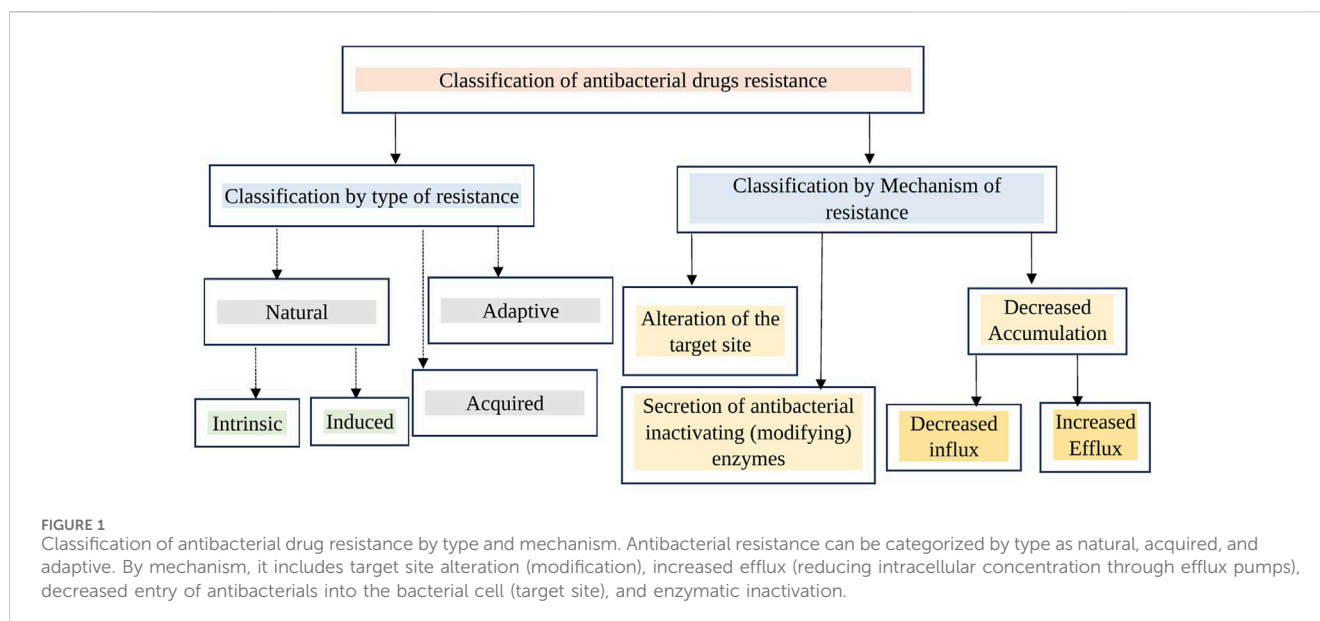 Classification of antibacterial drugs resistance
Classification by type of resistance
Classification by Mechanism of
resistance
Natural
Adaptive
Acquired
Intrinsic
Induced
Alteration of the
target site
Secretion of antibacterial
inactivating (modifying)
enzymes
Decreased
Accumulation
Decreased
influx
Increased
Efflux
FIGURE 1
Classification of antibacterial drug resistance by type and mechanism. Antibacterial resistance can be categorized by type as natural, acquired, and
adaptive. By mechanism, it includes target site alteration (modification), increased efflux (reducing intracellular concentration through efflux pumps),
decreased entry of antibacterials into the bacterial cell (target site), and enzymatic inactivation.